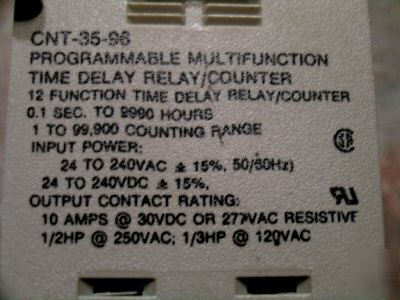 CNT-35-96
PROGRAMMABLE MULTIFUNCTION
TIME DELAY RELAY/COUNTER
12 FUNCTION TIME DELAY RELAY/COUNTER
0.1 SEC. TO 9990 HOURS
1 TO 99,900 COUNTING RANGE
INPUT POWER:
24 TO 240VAC ± 15%, 50/60Hz)
24 TO 240VDC ± 15%,
OUTPUT CONTACT RATING:
10 AMPS @ 30VDC OR 277VAC RESISTIVE
1/2HP @ 250VAC; 1/3HP @ 120VAC